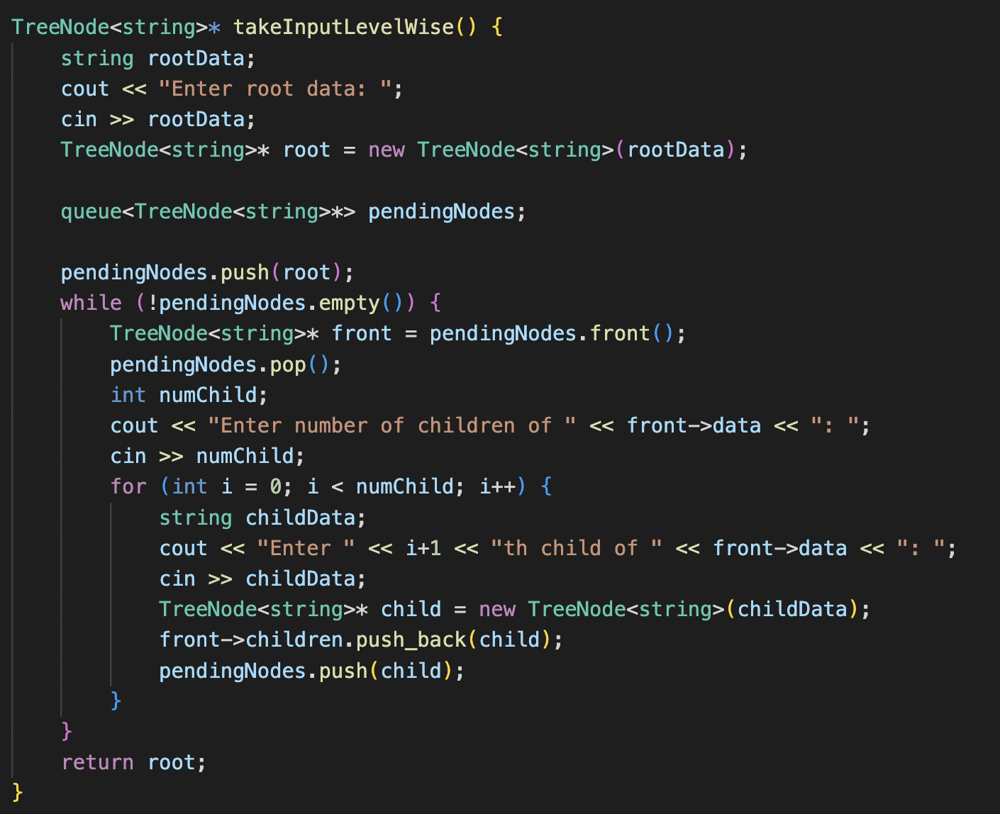 TreeNode<string>* takeInputLevelWise() {
    string rootData;
    cout << "Enter root data: ";
    cin >> rootData;
    TreeNode<string>* root = new TreeNode<string>(rootData);

    queue<TreeNode<string>*> pendingNodes;

    pendingNodes.push(root);
    while (!pendingNodes.empty()) {
        TreeNode<string>* front = pendingNodes.front();
        pendingNodes.pop();
        int numChild;
        cout << "Enter number of children of " << front->data << ": ";
        cin >> numChild;
        for (int i = 0; i < numChild; i++) {
            string childData;
            cout << "Enter " << i+1 << "th child of " << front->data << ": ";
            cin >> childData;
            TreeNode<string>* child = new TreeNode<string>(childData);
            front->children.push_back(child);
            pendingNodes.push(child);
        }
    }
    return root;
}